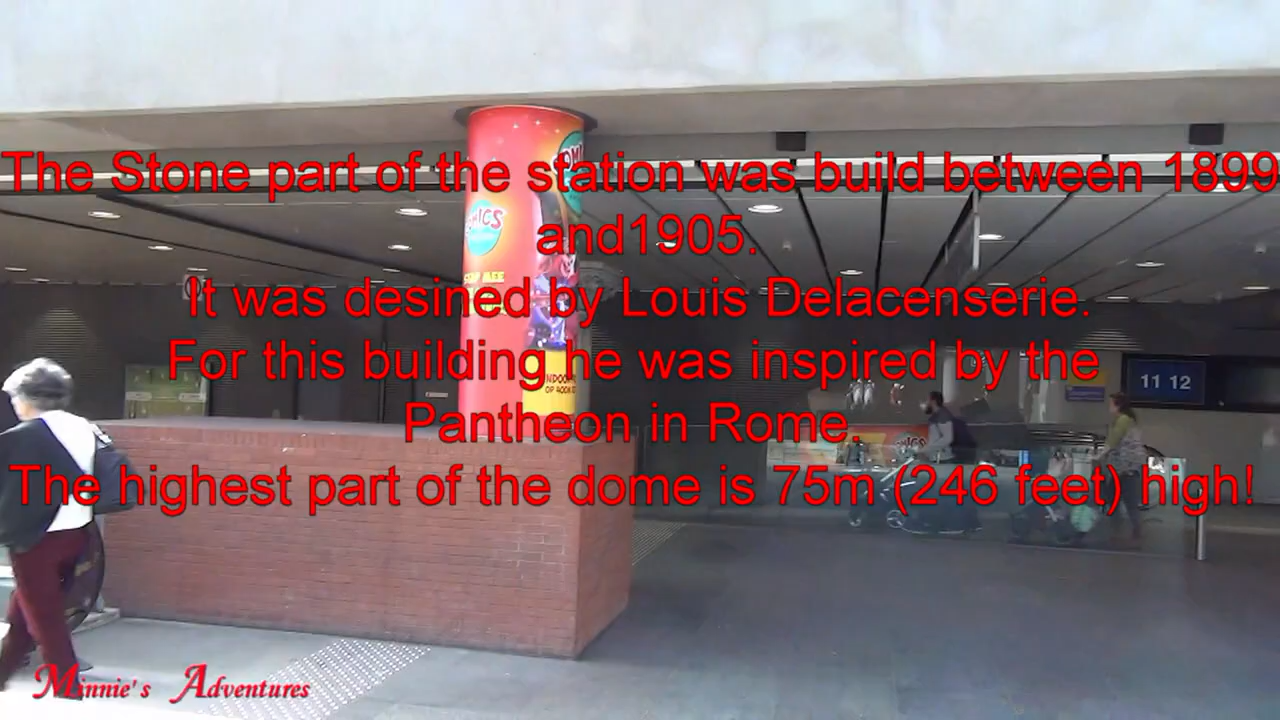 The Stone part of the station was build between 1899
and1905.
It was desined by Louis Delacenserie.
For this building he was inspired by the
Pantheon in Rome.
The highest part of the dome is 75m (246 feet) high!
11 12
Minnie's Adventures